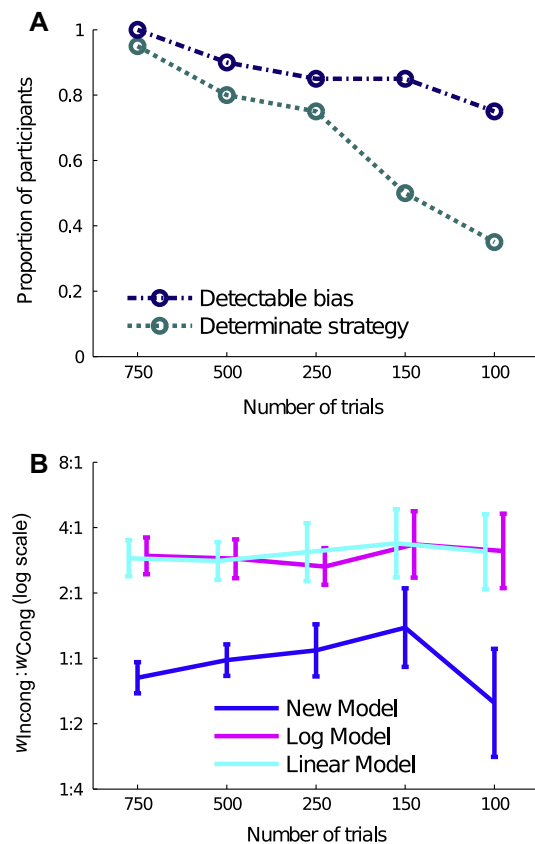 A
1
0.8
0.6
0.4
0.2
0
Proportion of participants
Detectable bias
Determinate strategy
750 500 250 150 100
Number of trials
B
8:1
4:1
2:1
1:1
1:2
1:4
wIncong:wCong (log scale)
New Model
Log Model
Linear Model
750 500 250 150 100
Number of trials